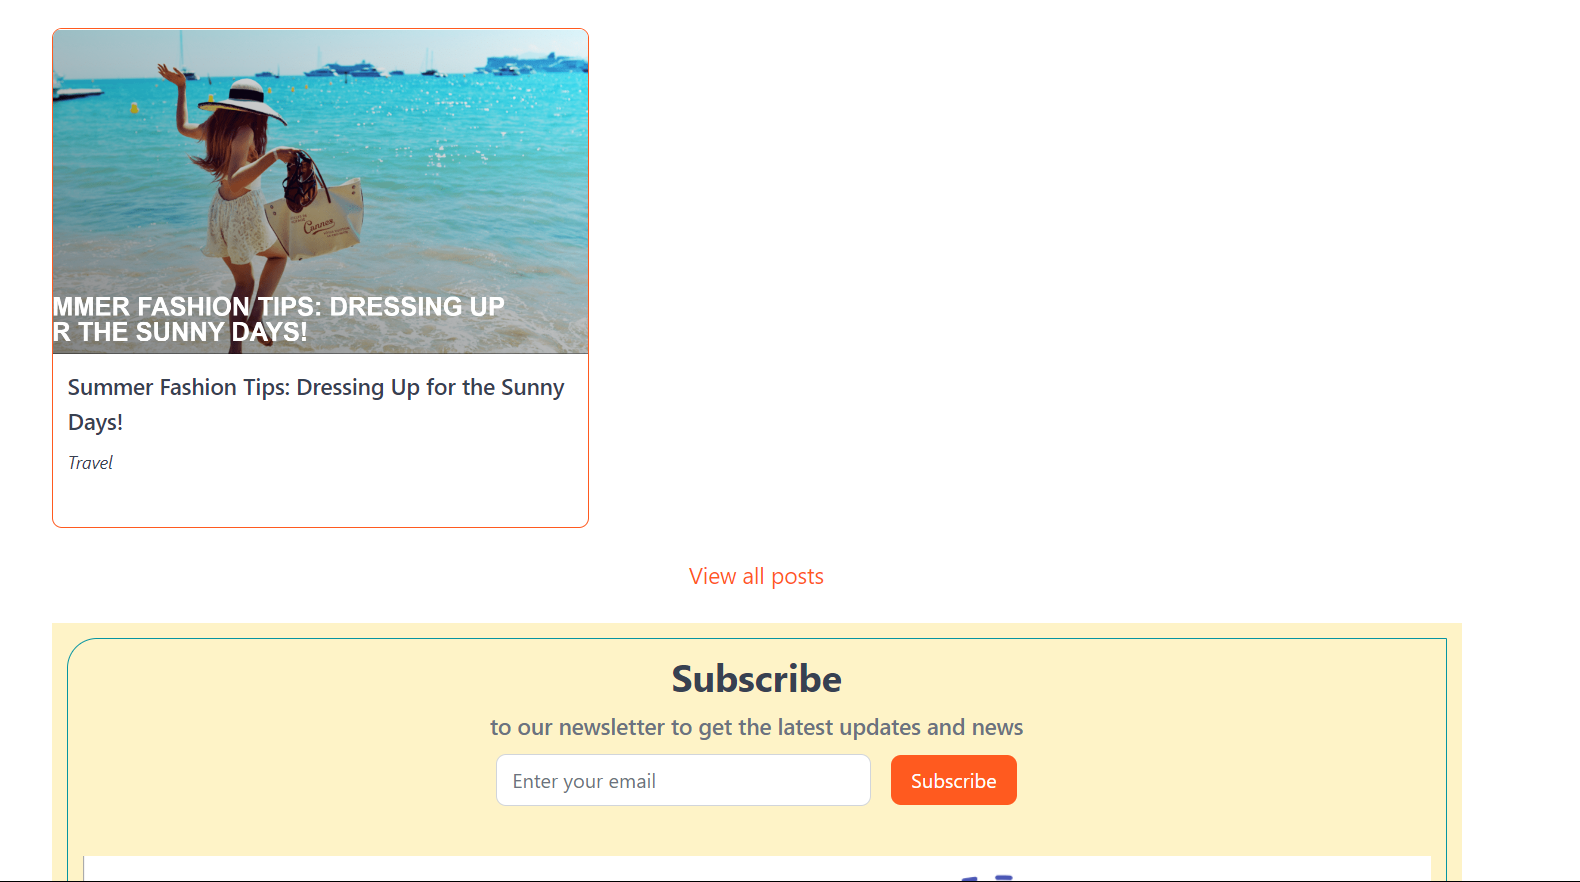 Cannes
MMER FASHION TIPS: DRESSING UP
R THE SUNNY DAYS!
Summer Fashion Tips: Dressing Up for the Sunny
Days!
Travel
View all posts
Subscribe
to our newsletter to get the latest updates and news
Enter your email
Subscribe